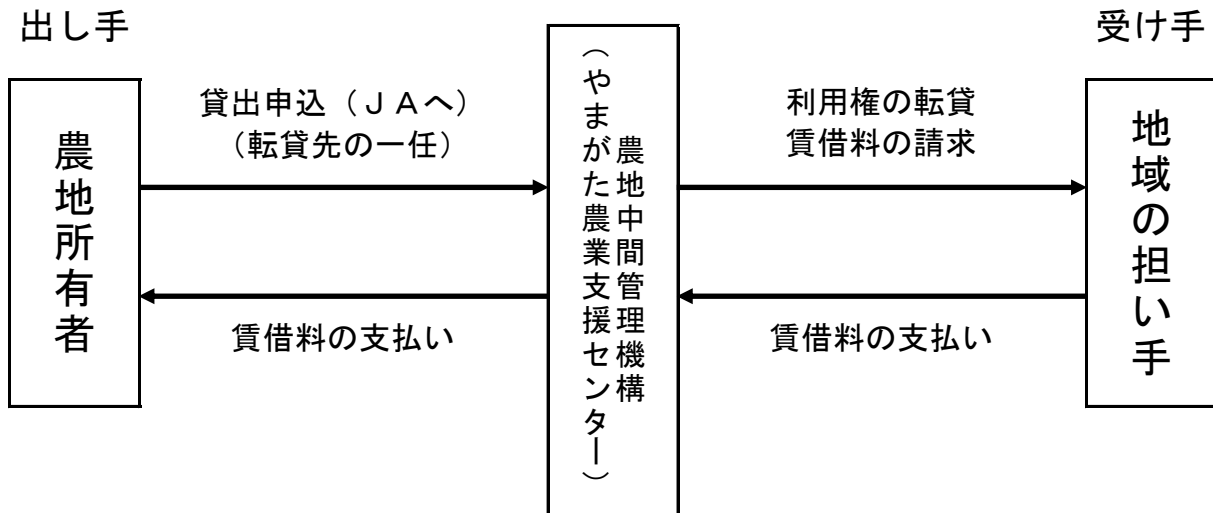 出し手
受け手
農地所有者
貸出申込（ＪＡへ）
（転貸先の一任）
賃借料の支払い
農地中間管理機構
（やまがた農業支援センター）
利用権の転貸
賃借料の請求
賃借料の支払い
地域の担い手